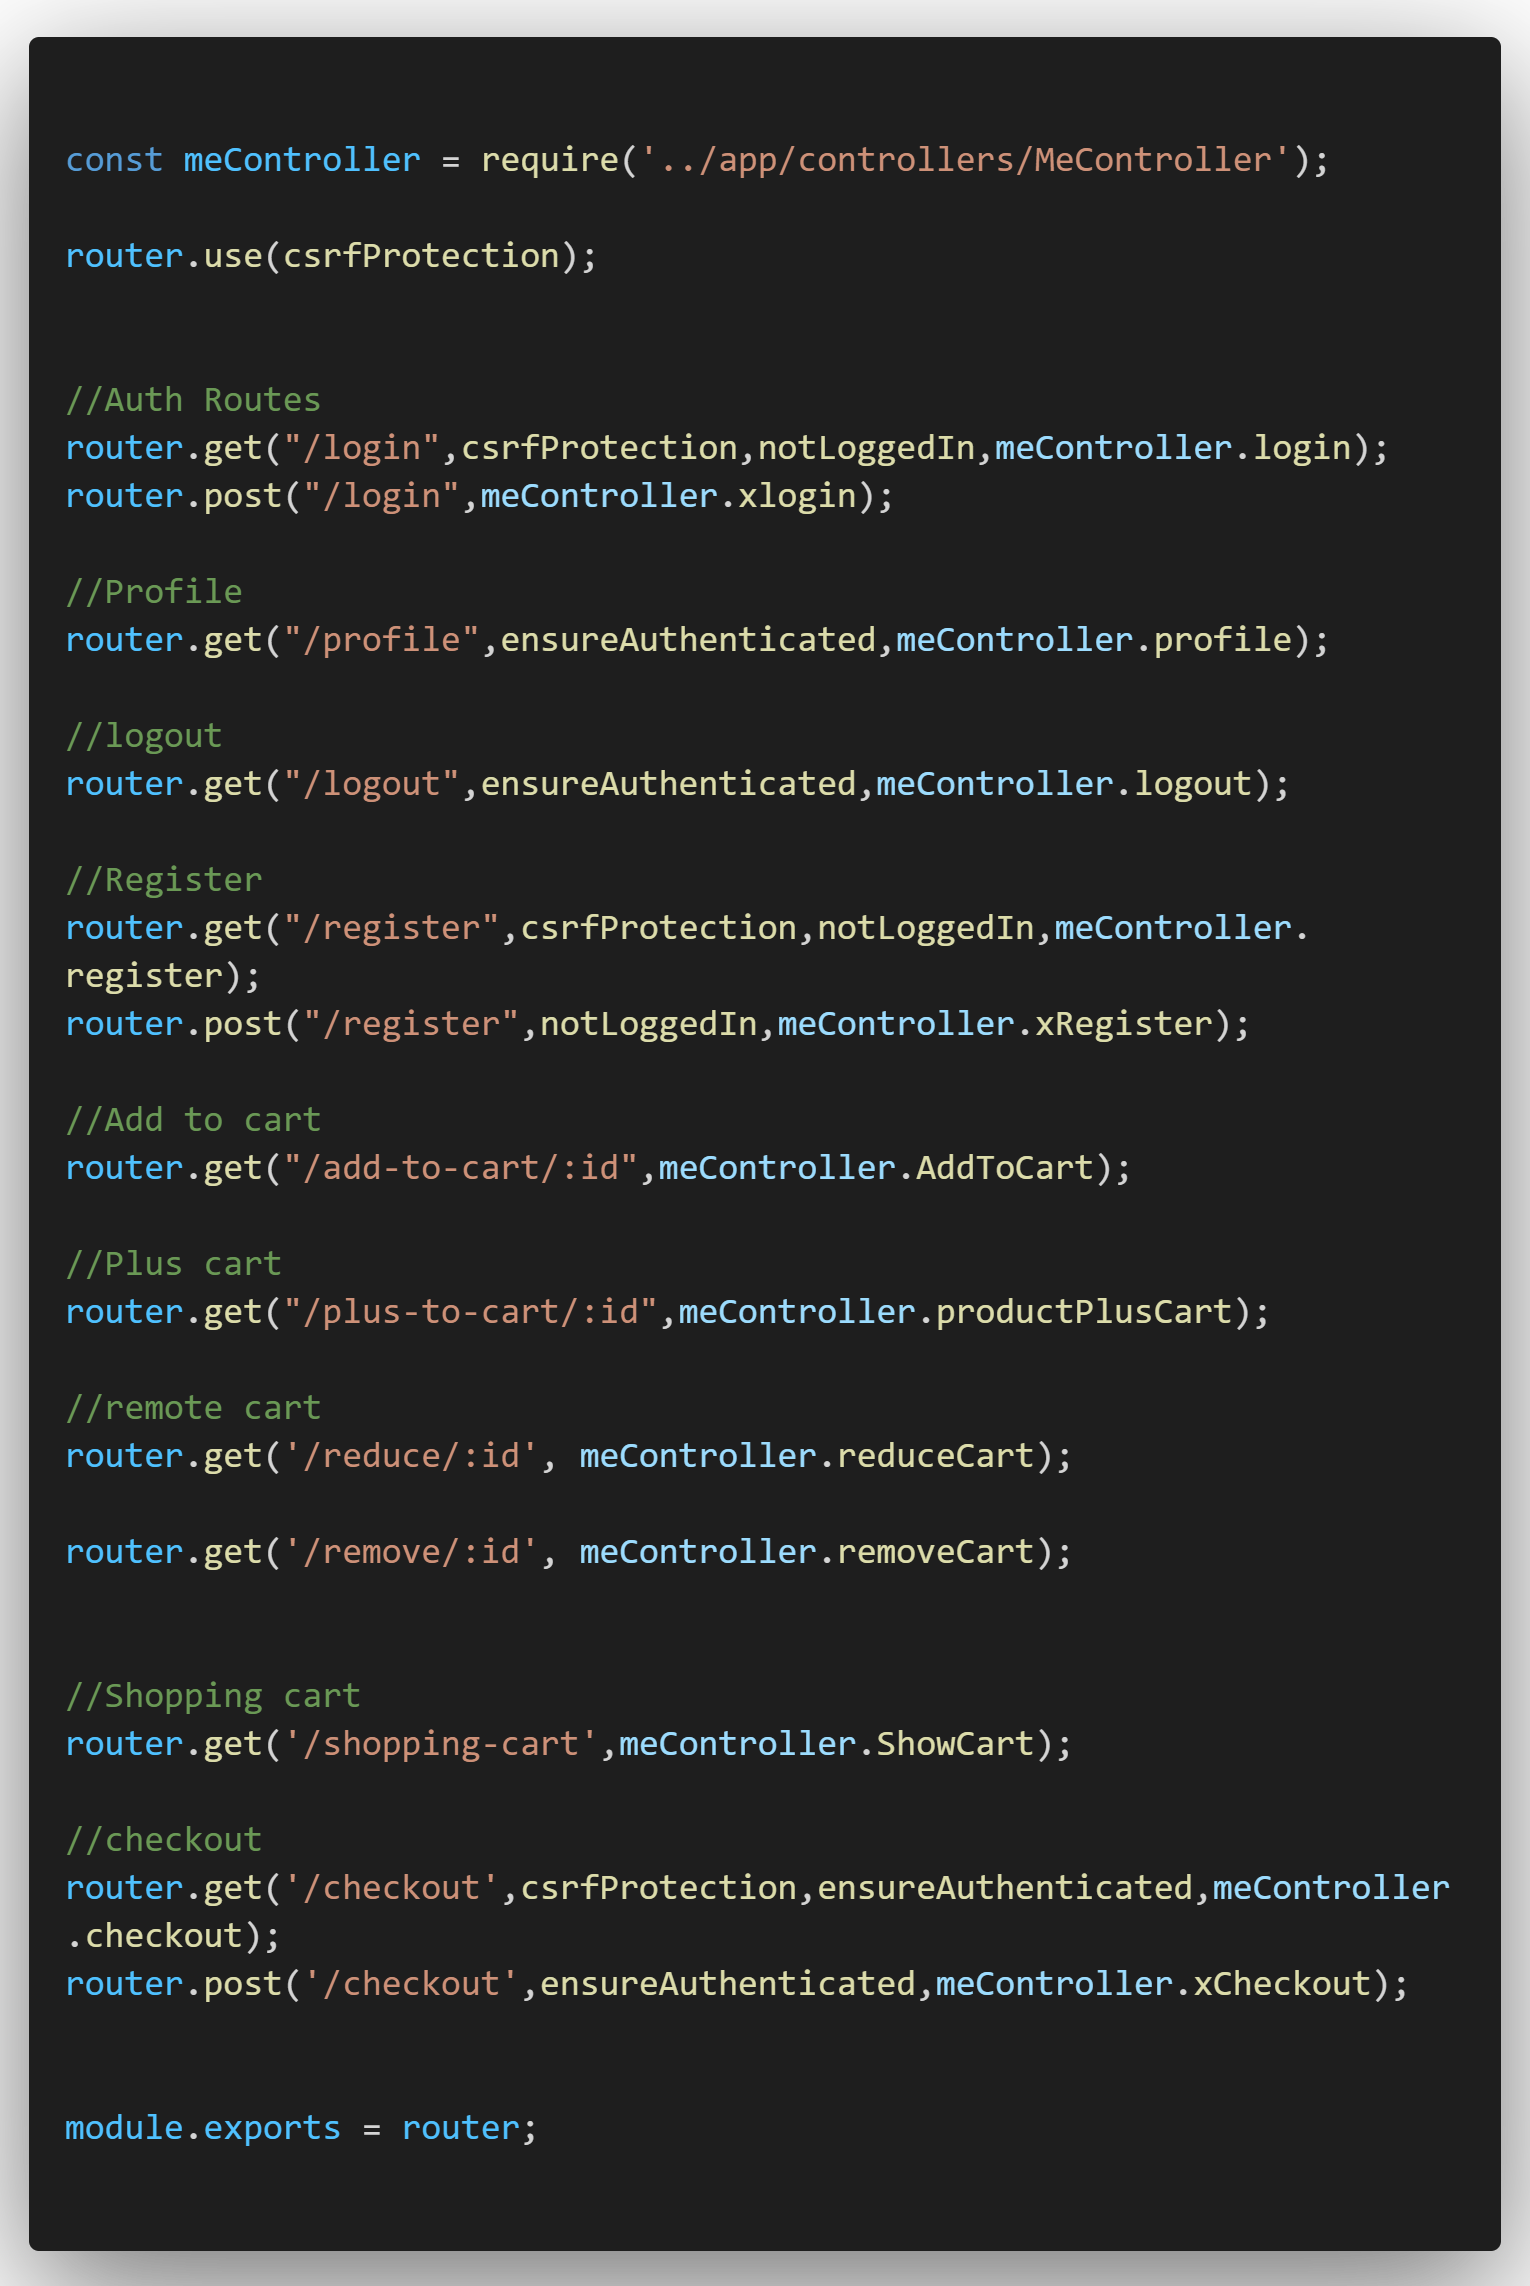 const meController = require('../app/controllers/MeController');
router.use(csrfProtection);
//Auth Routes
router.get("/login",csrfProtection,notLoggedIn,meController.login);
router.post("/login",meController.xlogin);
//Profile
router.get("/profile",ensureAuthenticated,meController.profile);
//logout
router.get("/logout",ensureAuthenticated,meController.logout);
//Register
router.get("/register",csrfProtection,notLoggedIn,meController.
register);
router.post("/register",notLoggedIn,meController.xRegister);
//Add to cart
router.get("/add-to-cart/:id",meController.AddToCart);
//Plus cart
router.get("/plus-to-cart/:id",meController.productPlusCart);
//remote cart
router.get('/reduce/:id', meController.reduceCart);
router.get('/remove/:id', meController.removeCart);
//Shopping cart
router.get('/shopping-cart',meController.ShowCart);
//checkout
router.get('/checkout',csrfProtection,ensureAuthenticated,meController
.checkout);
router.post('/checkout',ensureAuthenticated,meController.xCheckout);
module.exports = router;